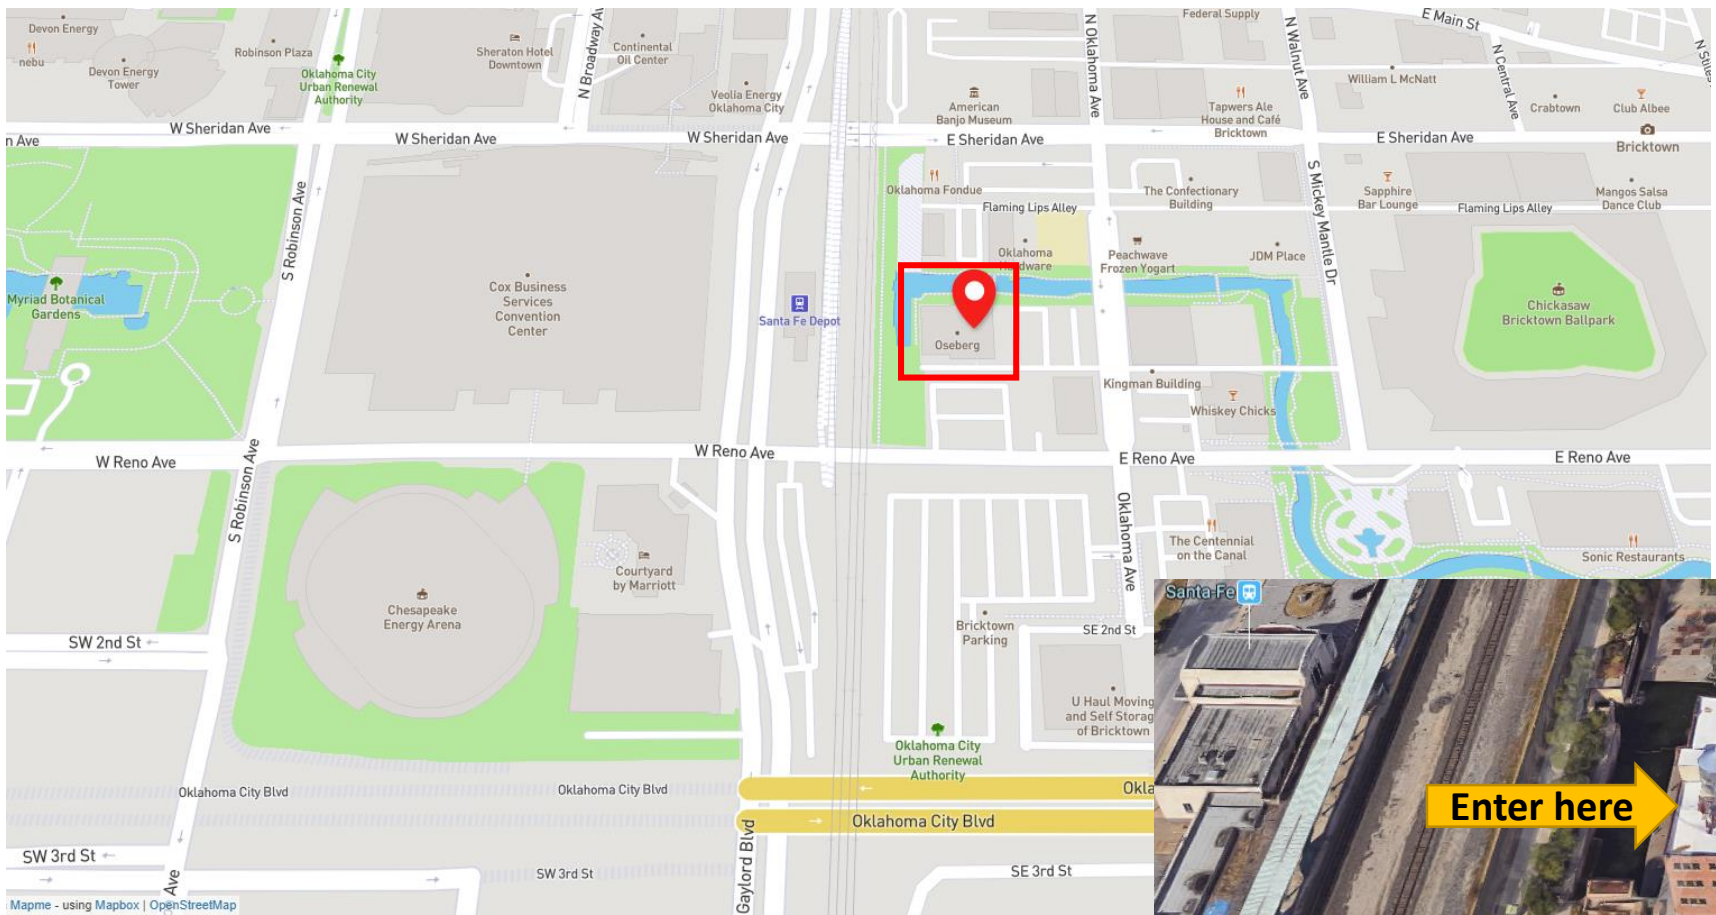 Devon Energy
nebu
Devon Energy
Tower
Robinson Plaza
Oklahoma City
Urban Renewal
Authority
Sheraton Hotel
Downtown
N Broadway Av
Continental
Oil Center
Veolia Energy
Oklahoma City
American
Banjo Museum
N Oklahoma Ave
Federal Supply
Tapwers Ale
House and Café
Bricktown
N Walnut Ave
E Main St
William L McNatt
N Central Ave
Crabtown
Club Albee
N Stiles
Bricktown
n Ave
W Sheridan Ave
W Sheridan Ave
W Sheridan Ave
E Sheridan Ave
E Sheridan Ave
Oklahoma Fondue
The Confectionary
Building
S Mickey Mantle Dr
Sapphire
Bar Lounge
Mangos Salsa
Dance Club
Flaming Lips Alley
Flaming Lips Alley
S Robinson Ave
Oklahoma
Peachwave
Frozen Yogart
JDM Place
Myriad Botanical
Gardens
Cox Business
Services
Convention
Center
Santa Fe Depot
Oseberg
Chickasaw
Bricktown Ballpark
Kingman Building
Whiskey Chicks
W Reno Ave
W Reno Ave
E Reno Ave
E Reno Ave
S Robinson Ave
Oklahoma Ave
The Centennial
on the Canal
Sonic Restaurants
Courtyard
by Marriott
Chesapeake
Energy Arena
Bricktown
Parking
SE 2nd St
SW 2nd St
U Haul Moving
and Self Storag
of Bricktown
Oklahoma City
Urban Renewal
Authority
Oklahoma City Blvd
Oklahoma City Blvd
Okla
Oklahoma City Blvd
Gaylord Blvd
SW 3rd St
SW 3rd St
SE 3rd St
Ave
Mapme - using Mapbox | OpenStreetMap
Santa Fe
Enter here